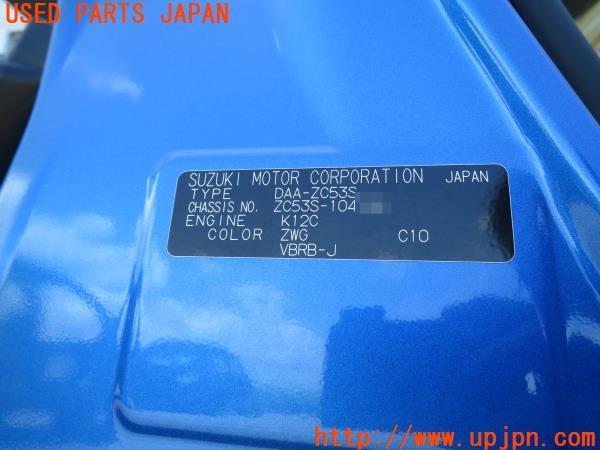 USED PARTS JAPAN
SUZUKI MOTOR CORPORATION JAPAN
TYPE DAA-ZC53S
CHASSIS NO. ZC53S-104
ENGINE K12C
COLOR ZWG C10
VBRB-J
http://www.upjpn.com/